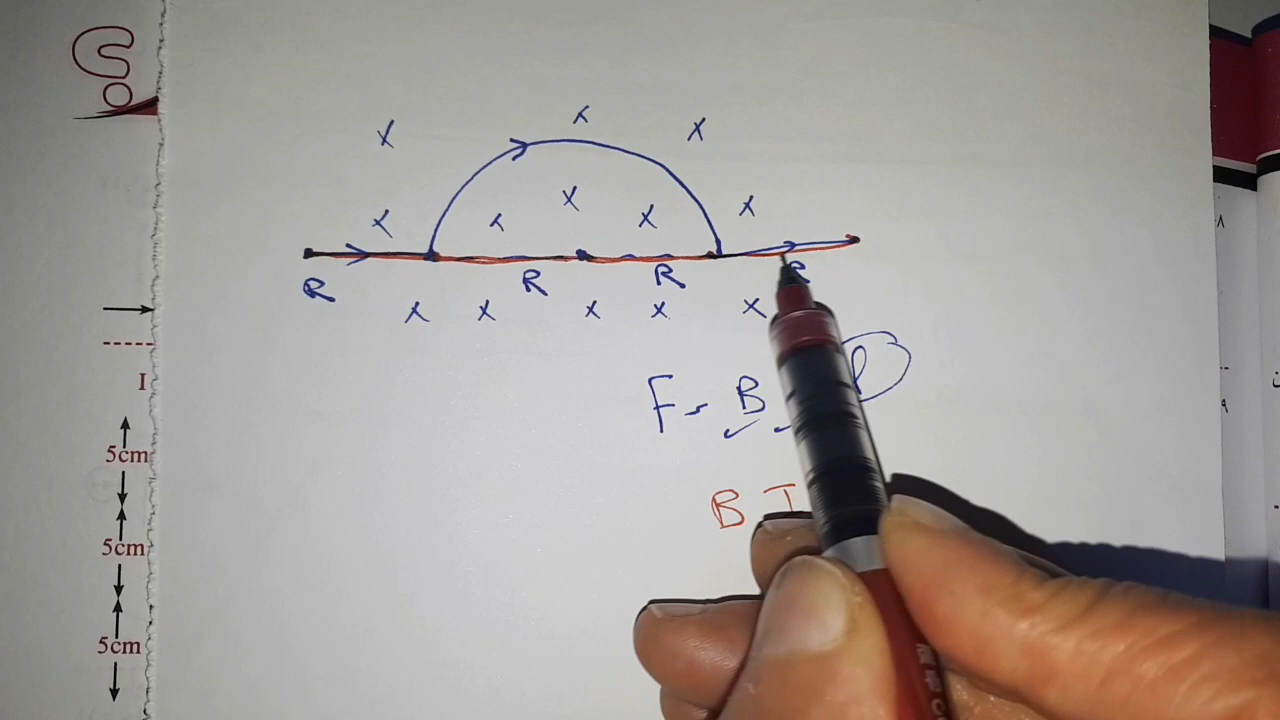 x x x
x x x x x
R R R R
x x x x x
F = B l
B I
I
5cm
5cm
5cm